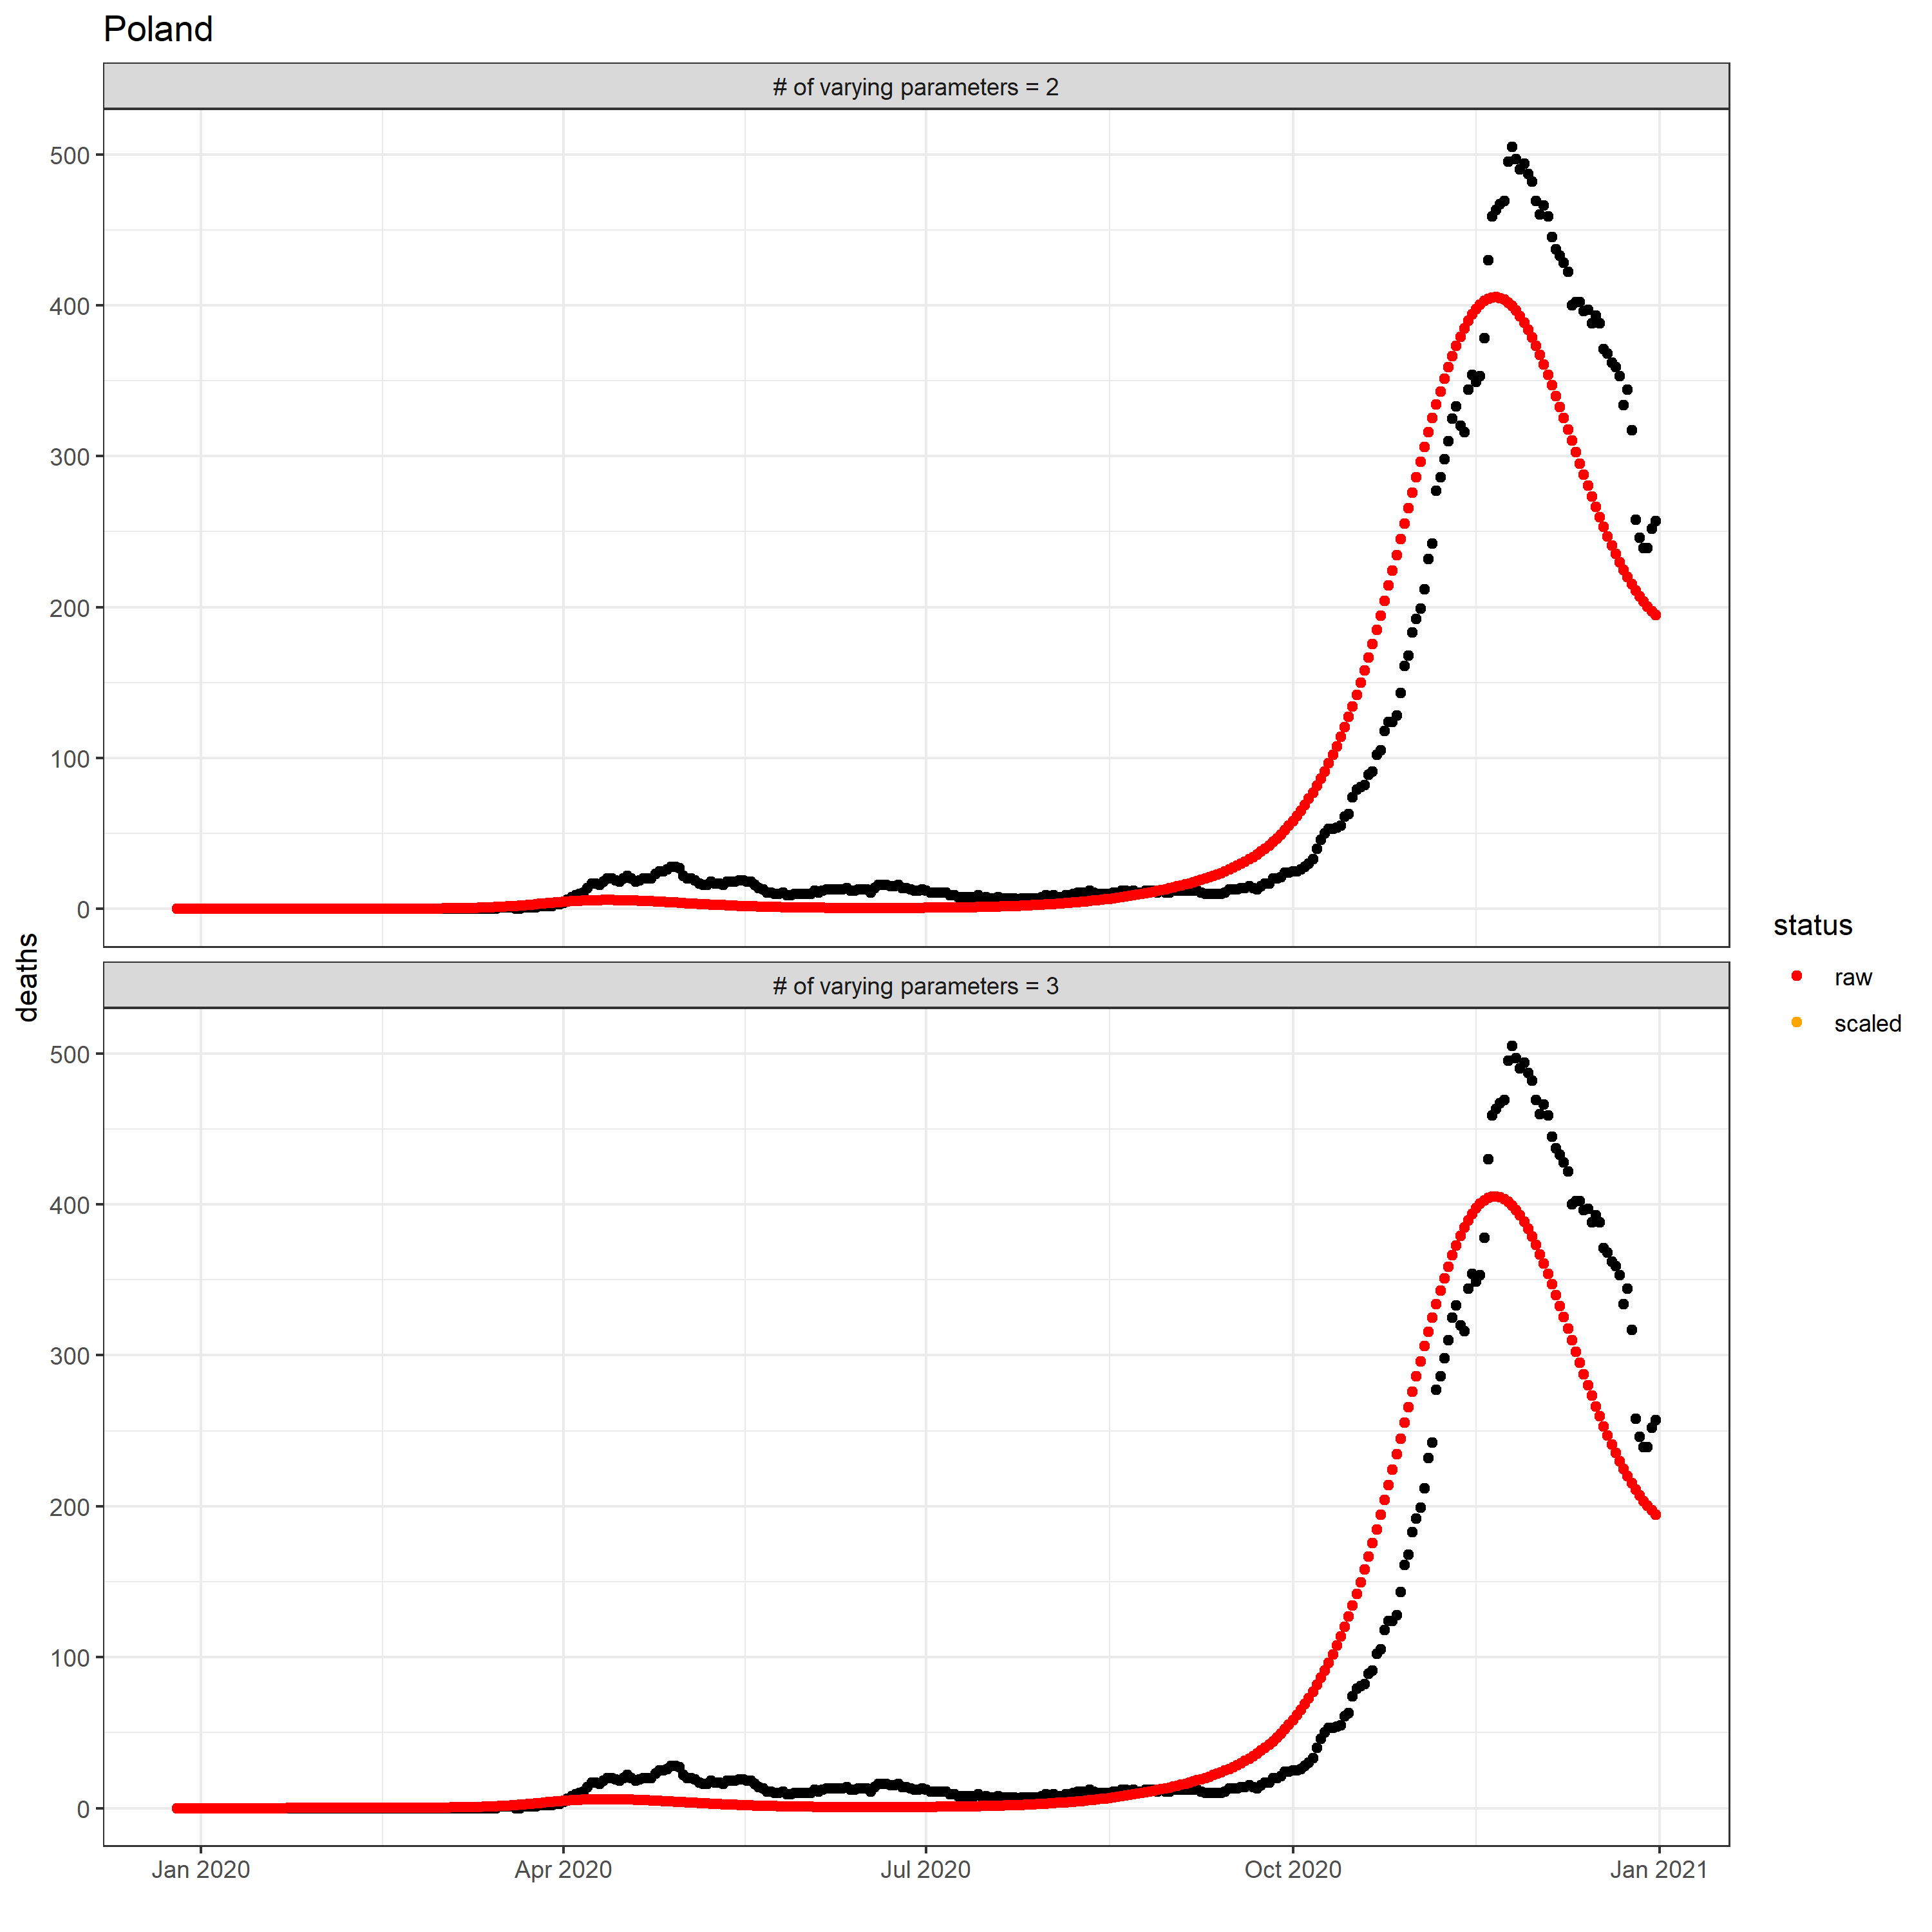 Poland
# of varying parameters = 2
500
400
300
200
100
0
deaths
# of varying parameters = 3
500
400
300
200
100
0
Jan 2020
Apr 2020
Jul 2020
Oct 2020
Jan 2021
status
raw
scaled